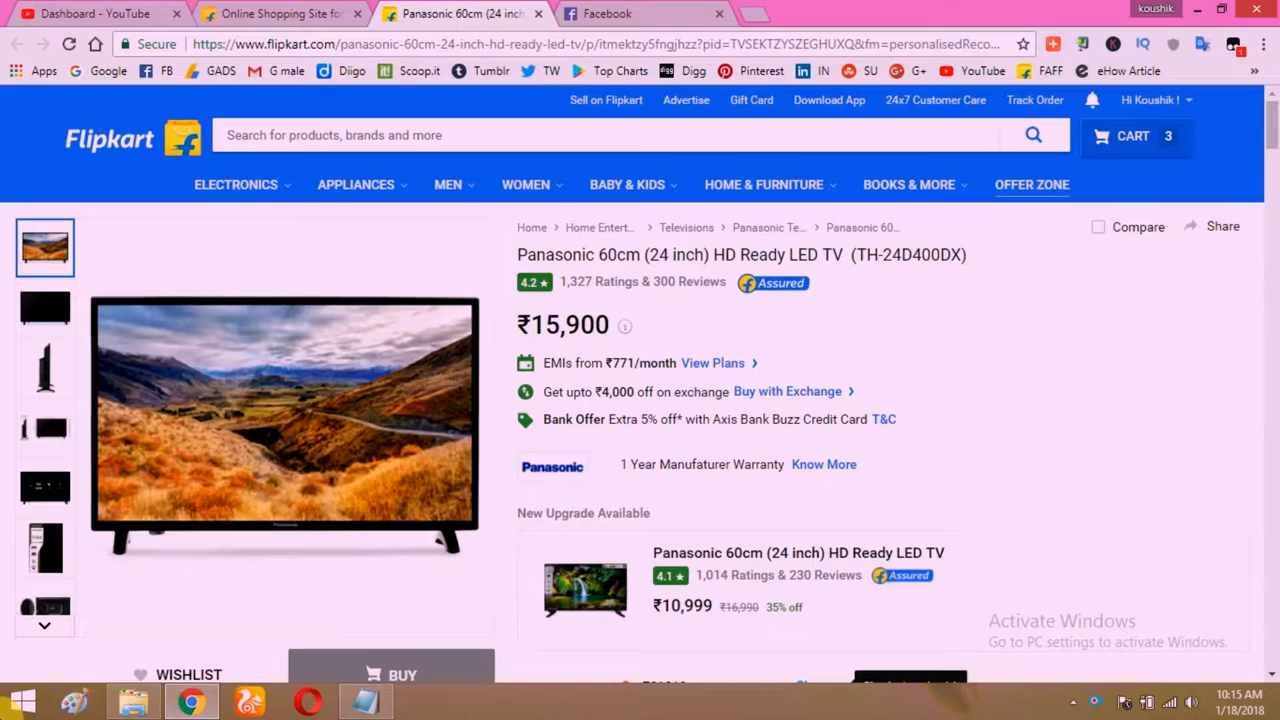 Dashboard - YouTube
Online Shopping Site for
Panasonic 60cm (24 inch
Facebook
koushik
Secure
https://www.flipkart.com/panasonic-60cm-24-inch-hd-ready-led-tv/p/itmektzy5fngjhzz?pid=TVSEKTZYSZEGHUXQ&fm=personalisedReco...
Apps
Google
FB
GADS
G male
Diigo
Scoop.it
Tumblr
TW
Top Charts
Digg
Pinterest
IN
SU
G+
YouTube
FAFF
eHow Article
Sell on Flipkart
Advertise
Gift Card
Download App
24x7 Customer Care
Track Order
Hi Koushik !
Flipkart
Search for products, brands and more
CART 3
ELECTRONICS
APPLIANCES
MEN
WOMEN
BABY & KIDS
HOME & FURNITURE
BOOKS & MORE
OFFER ZONE
Home > Home Entert... > Televisions > Panasonic Te... > Panasonic 60...
Compare
Share
Panasonic 60cm (24 inch) HD Ready LED TV (TH-24D400DX)
4.2 ★ 1,327 Ratings & 300 Reviews Assured
₹15,900
EMIs from ₹771/month View Plans >
Get upto ₹4,000 off on exchange Buy with Exchange >
Bank Offer Extra 5% off* with Axis Bank Buzz Credit Card T&C
Panasonic
1 Year Manufaturer Warranty Know More
New Upgrade Available
Panasonic 60cm (24 inch) HD Ready LED TV
4.1 ★ 1,014 Ratings & 230 Reviews Assured
₹10,999 ₹16,990 35% off
Activate Windows
Go to PC settings to activate Windows.
WISHLIST
BUY
10:15 AM
1/18/2018